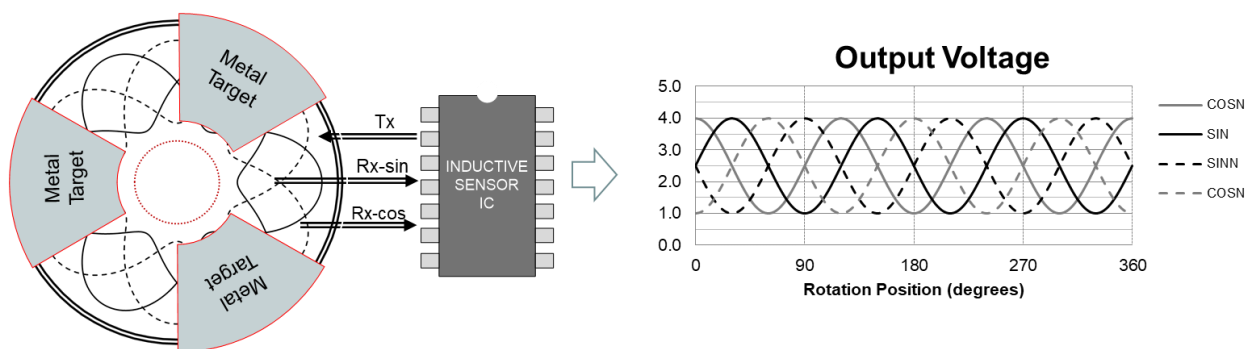 Metal
Target
Metal
Target
Metal
Target
Tx
Rx-sin
Rx-cos
INDUCTIVE
SENSOR
IC
Output Voltage
5.0
4.0
3.0
2.0
1.0
0.0
0
90
180
270
360
Rotation Position (degrees)
COSN
SIN
SINN
COSN